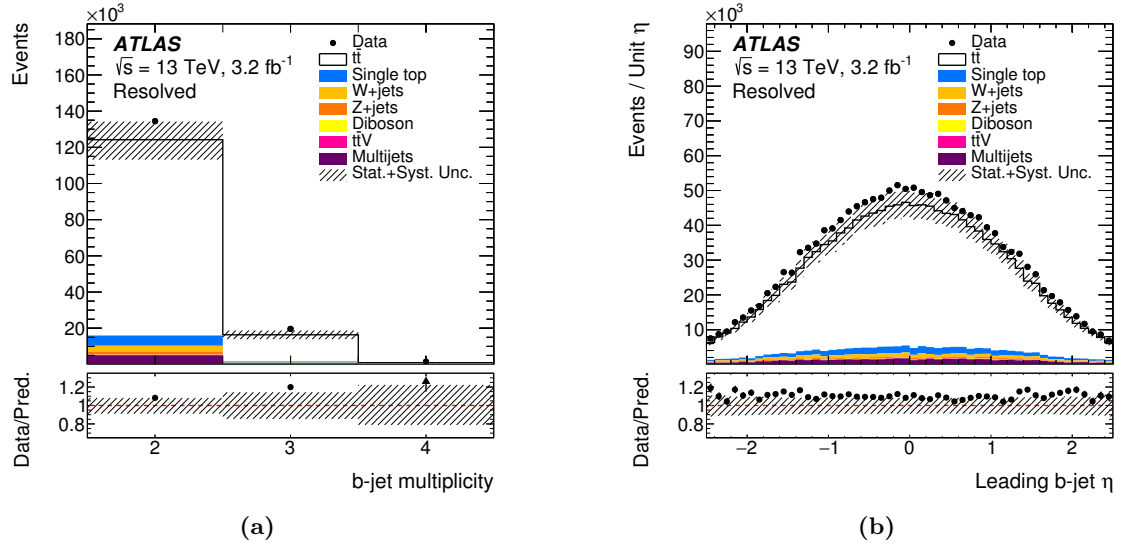 ×10³
Events
180
160
140
120
100
80
60
40
20
ATLAS
√s = 13 TeV, 3.2 fb⁻¹
Resolved
Data
tt̄
Single top
W+jets
Z+jets
Diboson
tt̄V
Multijets
Stat.+Syst. Unc.
Data/Pred.
1.2
1
0.8
2 3 4
b-jet multiplicity
(a)
×10³
Events / Unit η
90
80
70
60
50
40
30
20
10
ATLAS
√s = 13 TeV, 3.2 fb⁻¹
Resolved
Data
tt̄
Single top
W+jets
Z+jets
Diboson
tt̄V
Multijets
Stat.+Syst. Unc.
Data/Pred.
1.2
1
0.8
−2 −1 0 1 2
Leading b-jet η
(b)